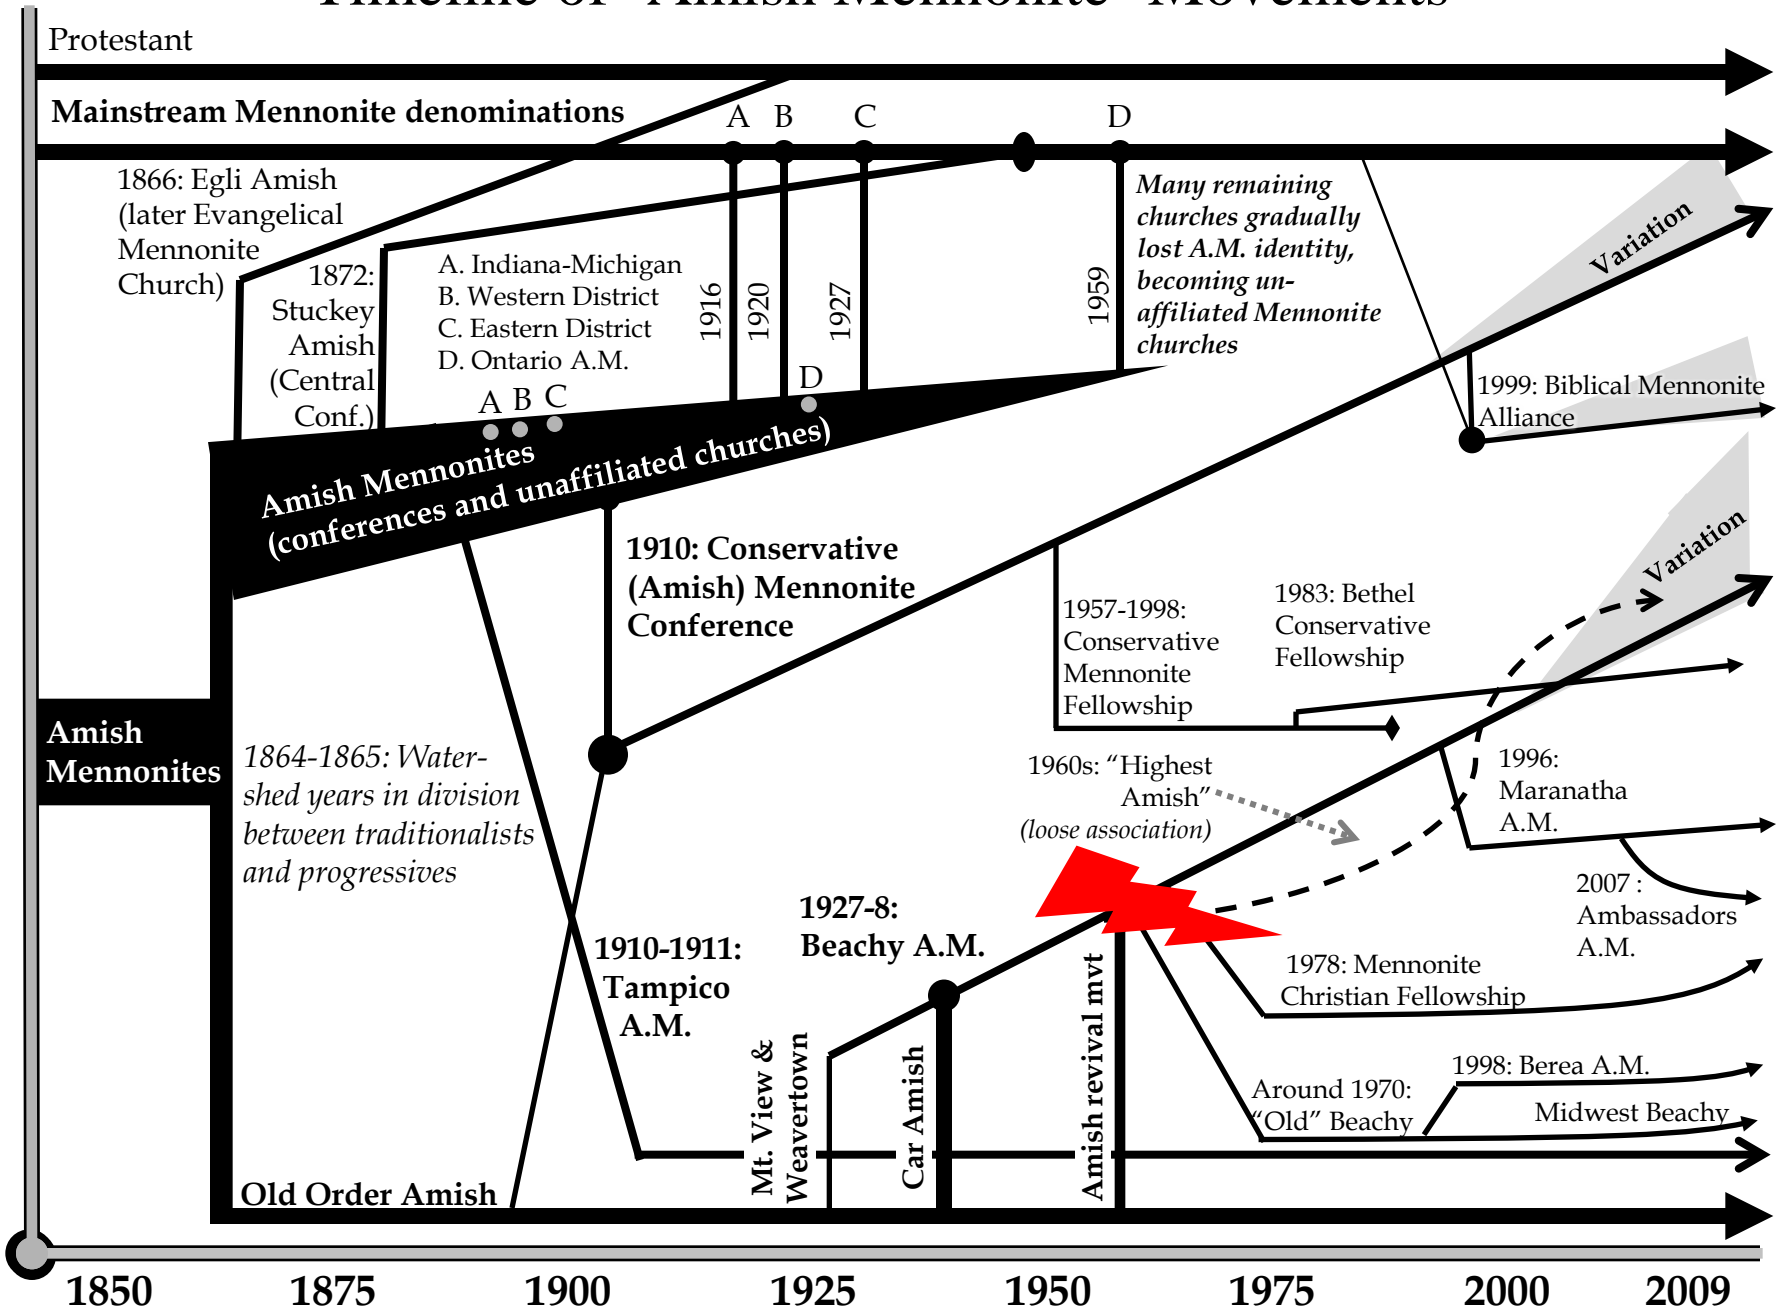 Timeline of "Amish Mennonite" Movements
Protestant
Mainstream Mennonite denominations
A B C D
1866: Egli Amish
(later Evangelical
Mennonite
Church)
1872:
Stuckey
Amish
(Central
Conf.)
A. Indiana-Michigan
B. Western District
C. Eastern District
D. Ontario A.M.
1916
1920
1927
1959
Many remaining
churches gradually
lost A.M. identity,
becoming un-
affiliated Mennonite
churches
Variation
A B C D
Amish Mennonites
(conferences and unaffiliated churches)
1999: Biblical Mennonite
Alliance
1910: Conservative
(Amish) Mennonite
Conference
Variation
1957-1998:
Conservative
Mennonite
Fellowship
1983: Bethel
Conservative
Fellowship
Amish
Mennonites
1864-1865: Water-
shed years in division
between traditionalists
and progressives
1960s: “Highest
Amish”
(loose association)
1996:
Maranatha
A.M.
2007 :
Ambassadors
A.M.
1927-8:
Beachy A.M.
1910-1911:
Tampico
A.M.
1978: Mennonite
Christian Fellowship
Mt. View &
Weavertown
Car Amish
Amish revival mvt
1998: Berea A.M.
Around 1970:
“Old” Beachy
Midwest Beachy
Old Order Amish
1850 1875 1900 1925 1950 1975 2000 2009